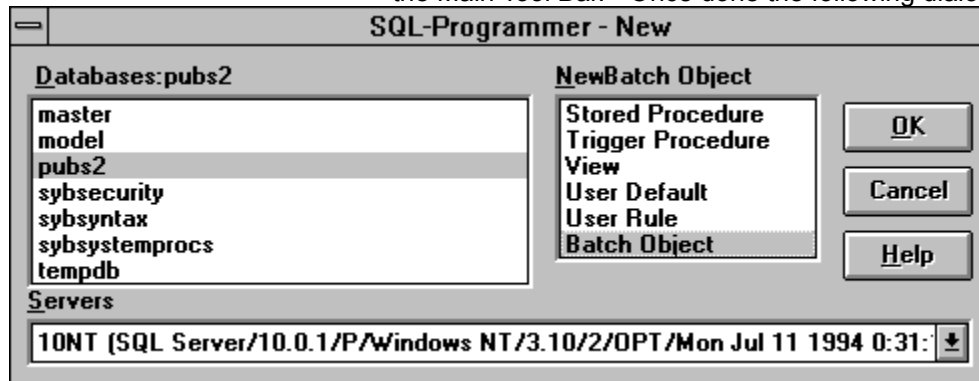 SQL-Programmer - New
Databases:pubs2
master
model
pubs2
sybsecurity
sybsyntax
sybsystemprocs
tempdb
NewBatch Object
Stored Procedure
Trigger Procedure
View
User Default
User Rule
Batch Object
OK
Cancel
Help
Servers
10NT (SQL Server/10.0.1/P/Windows NT/3.10/2/OPT/Mon Jul 11 1994 0:31: